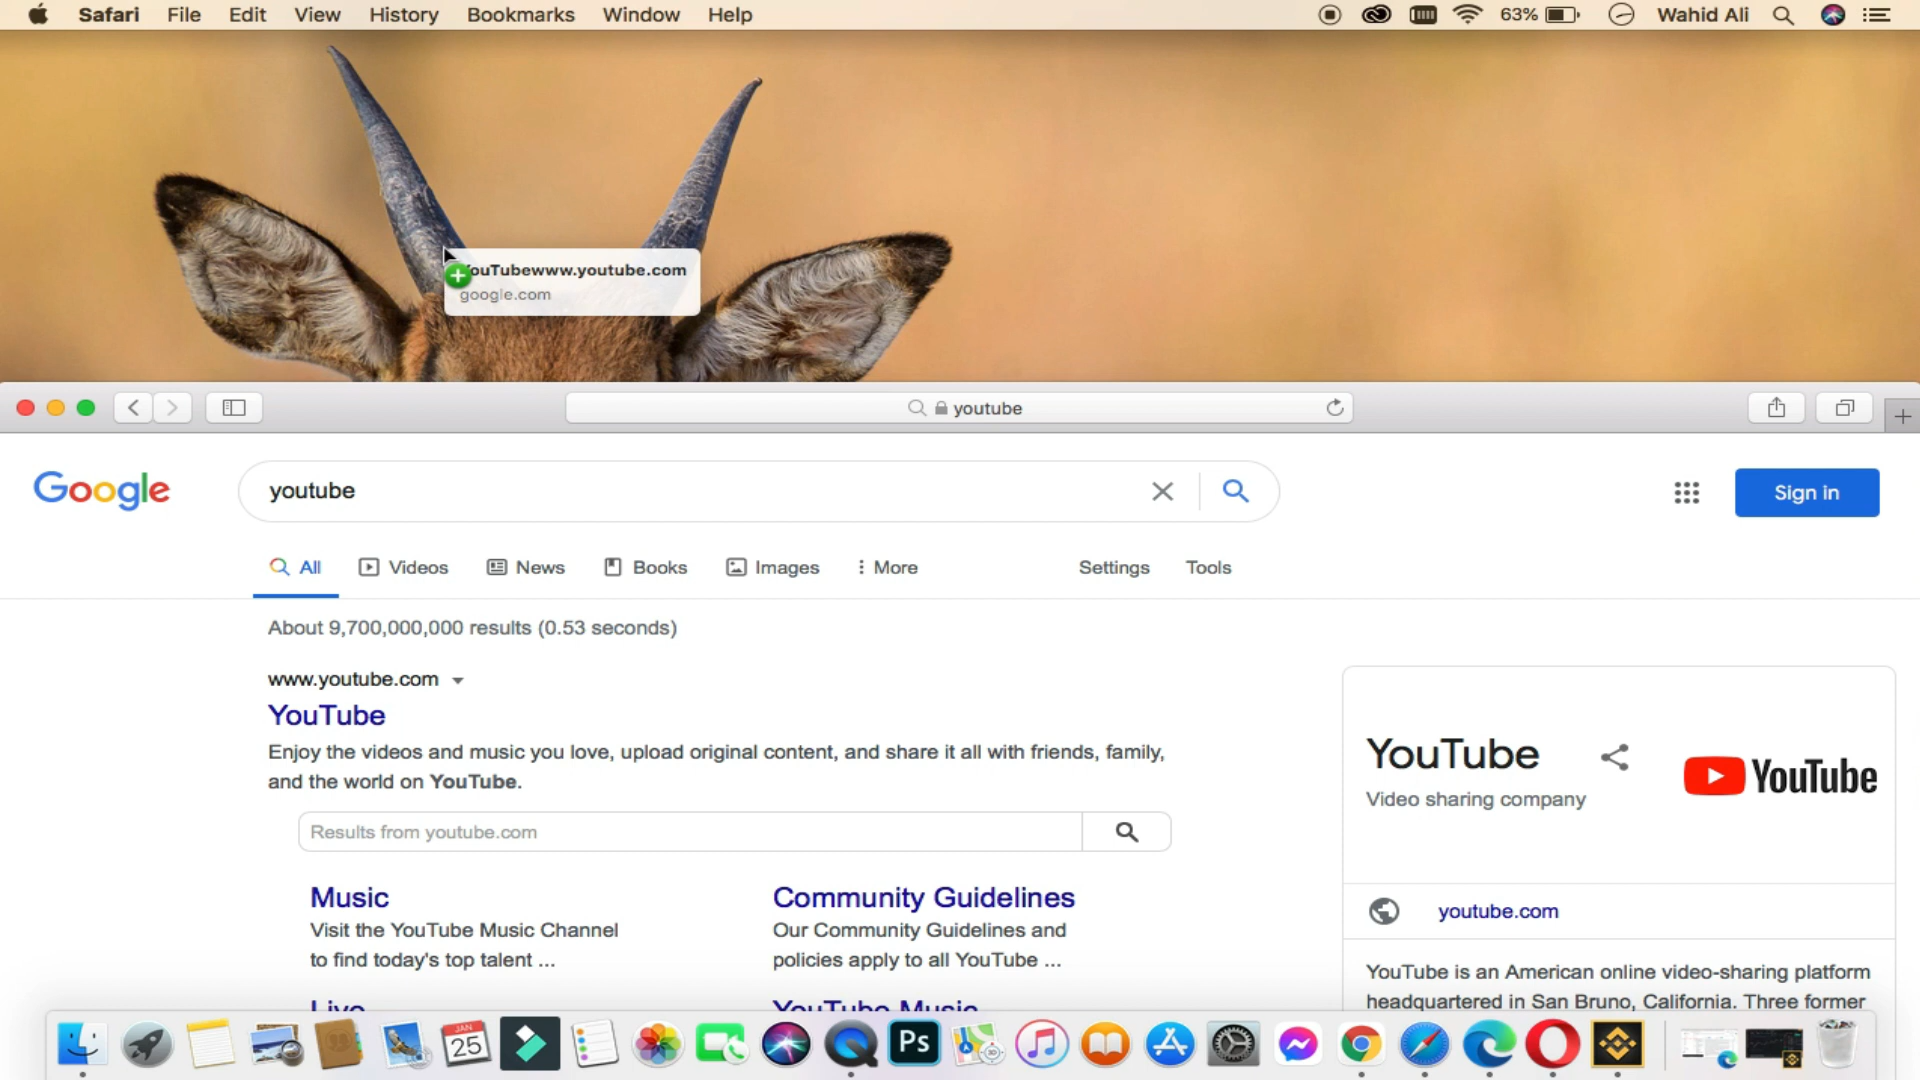 Safari File Edit View History Bookmarks Window Help 63% Wahid Ali
ouTubewww.youtube.com
google.com
youtube
Google youtube Sign in
All Videos News Books Images More Settings Tools
About 9,700,000,000 results (0.53 seconds)
www.youtube.com
YouTube
Enjoy the videos and music you love, upload original content, and share it all with friends, family,
and the world on YouTube.
Results from youtube.com
Music
Visit the YouTube Music Channel
to find today's top talent ...
Community Guidelines
Our Community Guidelines and
policies apply to all YouTube ...
Live
YouTube Music
YouTube
Video sharing company
YouTube
youtube.com
YouTube is an American online video-sharing platform
headquartered in San Bruno, California. Three former
JAN
25
Ps